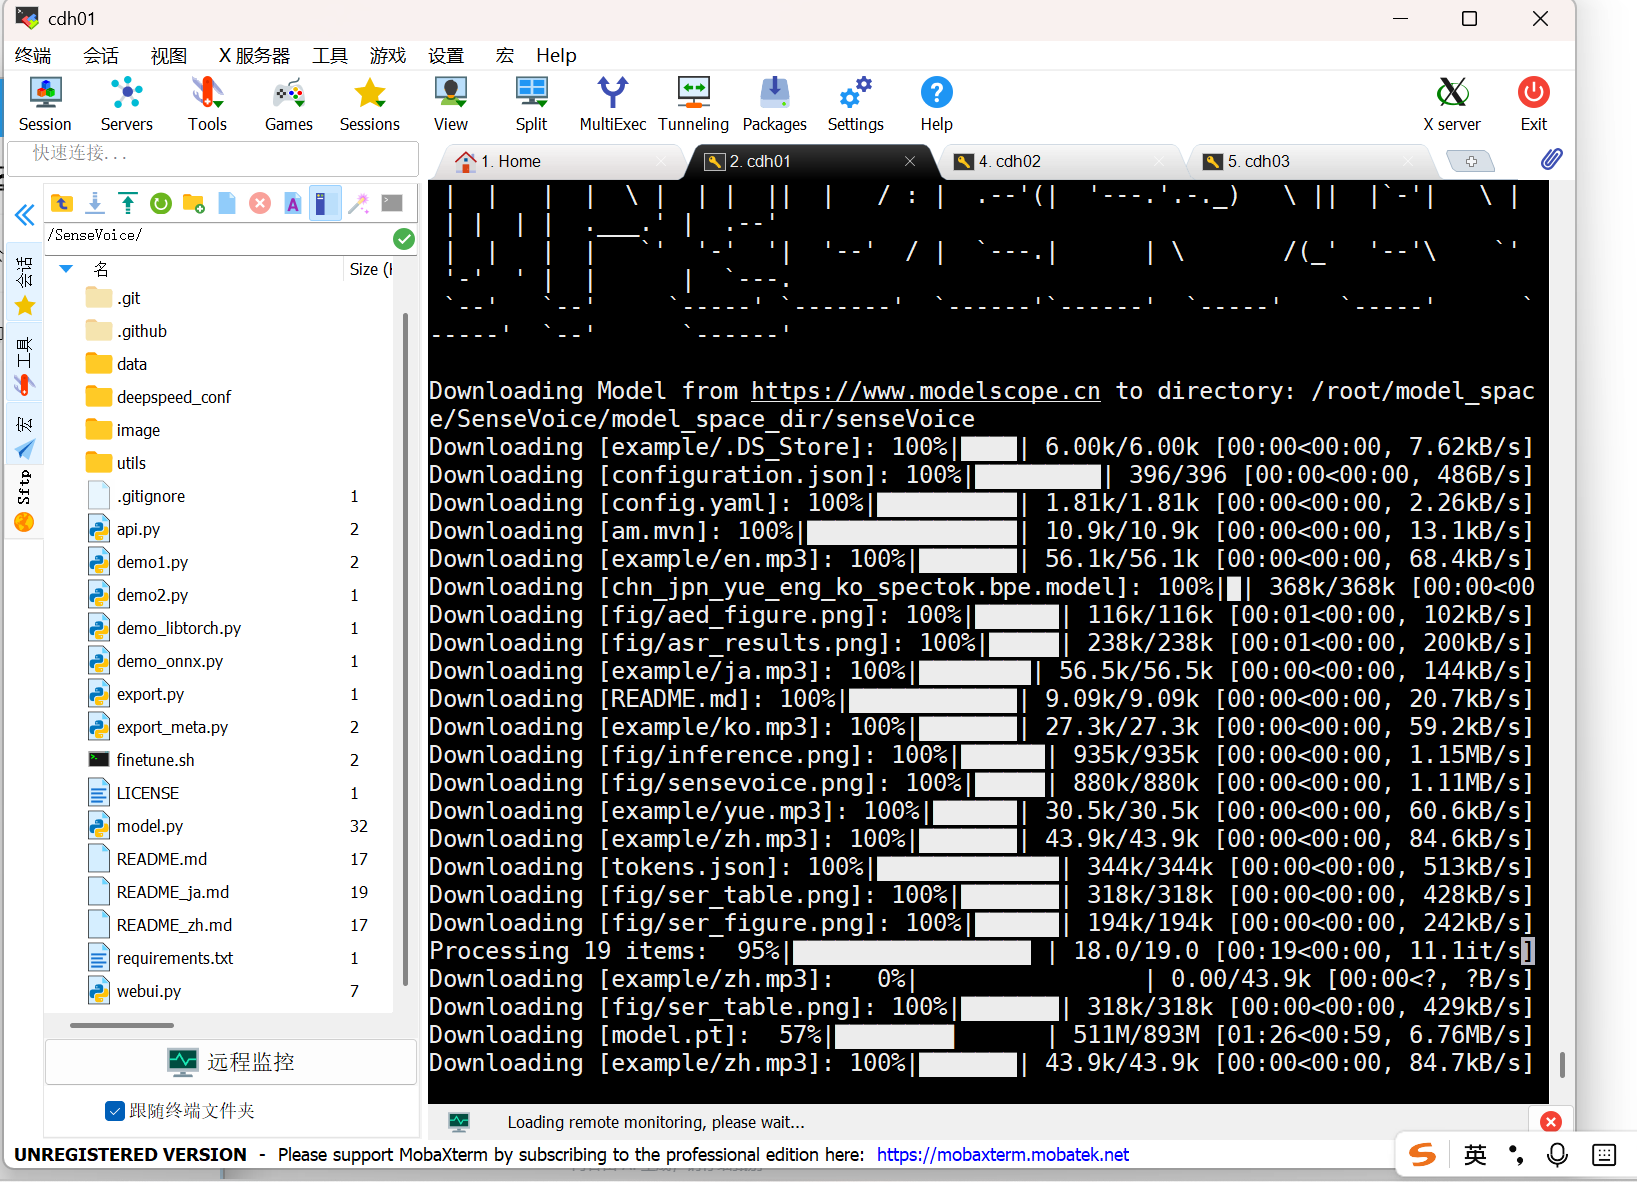 cdh01
终端 会话 视图 X 服务器 工具 游戏 设置 宏 Help
Session Servers Tools Games Sessions View Split MultiExec Tunneling Packages Settings Help X server Exit
快速连接...
1. Home 2. cdh01 4. cdh02 5. cdh03
/SenseVoice/
名 Size (
会话
工具
宏
Sftp
.git
.github
data
deepspeed_conf
image
utils
.gitignore 1
api.py 2
demo1.py 2
demo2.py 1
demo_libtorch.py 1
demo_onnx.py 1
export.py 1
export_meta.py 2
finetune.sh 2
LICENSE 1
model.py 32
README.md 17
README_ja.md 19
README_zh.md 17
requirements.txt 1
webui.py 7
远程监控
跟随终端文件夹
Downloading Model from https://www.modelscope.cn to directory: /root/model_spac
e/SenseVoice/model_space_dir/senseVoice
Downloading [example/.DS_Store]: 100%| | 6.00k/6.00k [00:00<00:00, 7.62kB/s]
Downloading [configuration.json]: 100%| | 396/396 [00:00<00:00, 486B/s]
Downloading [config.yaml]: 100%| | 1.81k/1.81k [00:00<00:00, 2.26kB/s]
Downloading [am.mvn]: 100%| | 10.9k/10.9k [00:00<00:00, 13.1kB/s]
Downloading [example/en.mp3]: 100%| | 56.1k/56.1k [00:00<00:00, 68.4kB/s]
Downloading [chn_jpn_yue_eng_ko_spectok.bpe.model]: 100%| | 368k/368k [00:00<00
Downloading [fig/aed_figure.png]: 100%| | 116k/116k [00:01<00:00, 102kB/s]
Downloading [fig/asr_results.png]: 100%| | 238k/238k [00:01<00:00, 200kB/s]
Downloading [example/ja.mp3]: 100%| | 56.5k/56.5k [00:00<00:00, 144kB/s]
Downloading [README.md]: 100%| | 9.09k/9.09k [00:00<00:00, 20.7kB/s]
Downloading [example/ko.mp3]: 100%| | 27.3k/27.3k [00:00<00:00, 59.2kB/s]
Downloading [fig/inference.png]: 100%| | 935k/935k [00:00<00:00, 1.15MB/s]
Downloading [fig/sensevoice.png]: 100%| | 880k/880k [00:00<00:00, 1.11MB/s]
Downloading [example/yue.mp3]: 100%| | 30.5k/30.5k [00:00<00:00, 60.6kB/s]
Downloading [example/zh.mp3]: 100%| | 43.9k/43.9k [00:00<00:00, 84.6kB/s]
Downloading [tokens.json]: 100%| | 344k/344k [00:00<00:00, 513kB/s]
Downloading [fig/ser_table.png]: 100%| | 318k/318k [00:00<00:00, 428kB/s]
Downloading [fig/ser_figure.png]: 100%| | 194k/194k [00:00<00:00, 242kB/s]
Processing 19 items: 95%| | 18.0/19.0 [00:19<00:00, 11.1it/s]
Downloading [example/zh.mp3]: 0%| | 0.00/43.9k [00:00<?, ?B/s]
Downloading [fig/ser_table.png]: 100%| | 318k/318k [00:00<00:00, 429kB/s]
Downloading [model.pt]: 57%| | 511M/893M [01:26<00:59, 6.76MB/s]
Downloading [example/zh.mp3]: 100%| | 43.9k/43.9k [00:00<00:00, 84.7kB/s]
Loading remote monitoring, please wait...
UNREGISTERED VERSION - Please support MobaXterm by subscribing to the professional edition here: https://mobaxterm.mobatek.net
英